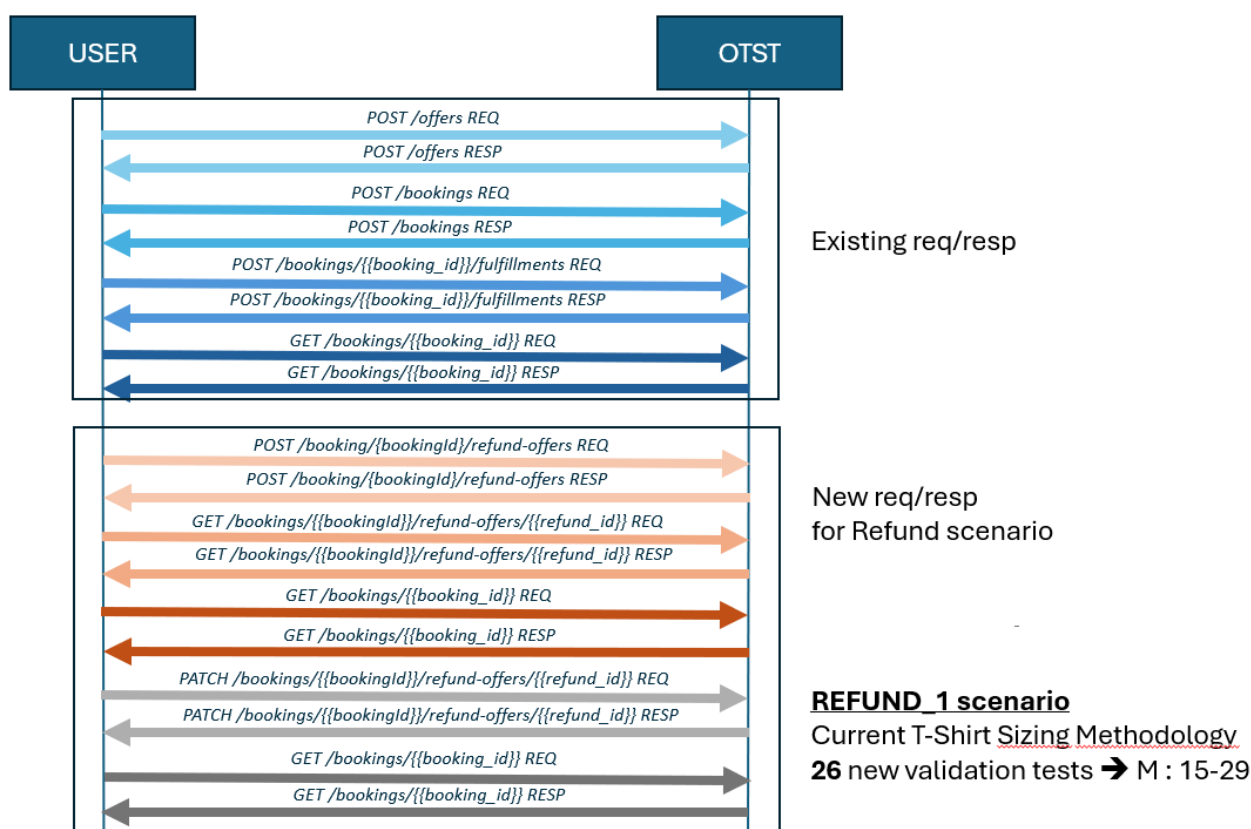 USER
OTST
POST /offers REQ
POST /offers RESP
POST /bookings REQ
POST /bookings RESP
POST /bookings/{{booking_id}}/fulfillments REQ
POST /bookings/{{booking_id}}/fulfillments RESP
GET /bookings/{{booking_id}} REQ
GET /bookings/{{booking_id}} RESP
Existing req/resp
POST /booking/{bookingId}/refund-offers REQ
POST /booking/{bookingId}/refund-offers RESP
GET /bookings/{{bookingId}}/refund-offers/{{refund_id}} REQ
GET /bookings/{{bookingId}}/refund-offers/{{refund_id}} RESP
GET /bookings/{{booking_id}} REQ
GET /bookings/{{booking_id}} RESP
PATCH /bookings/{{bookingId}}/refund-offers/{{refund_id}} REQ
PATCH /bookings/{{bookingId}}/refund-offers/{{refund_id}} RESP
GET /bookings/{{booking_id}} REQ
GET /bookings/{{booking_id}} RESP
New req/resp
for Refund scenario
-
REFUND_1 scenario
Current T-Shirt Sizing Methodology
26 new validation tests ➔ M : 15-29